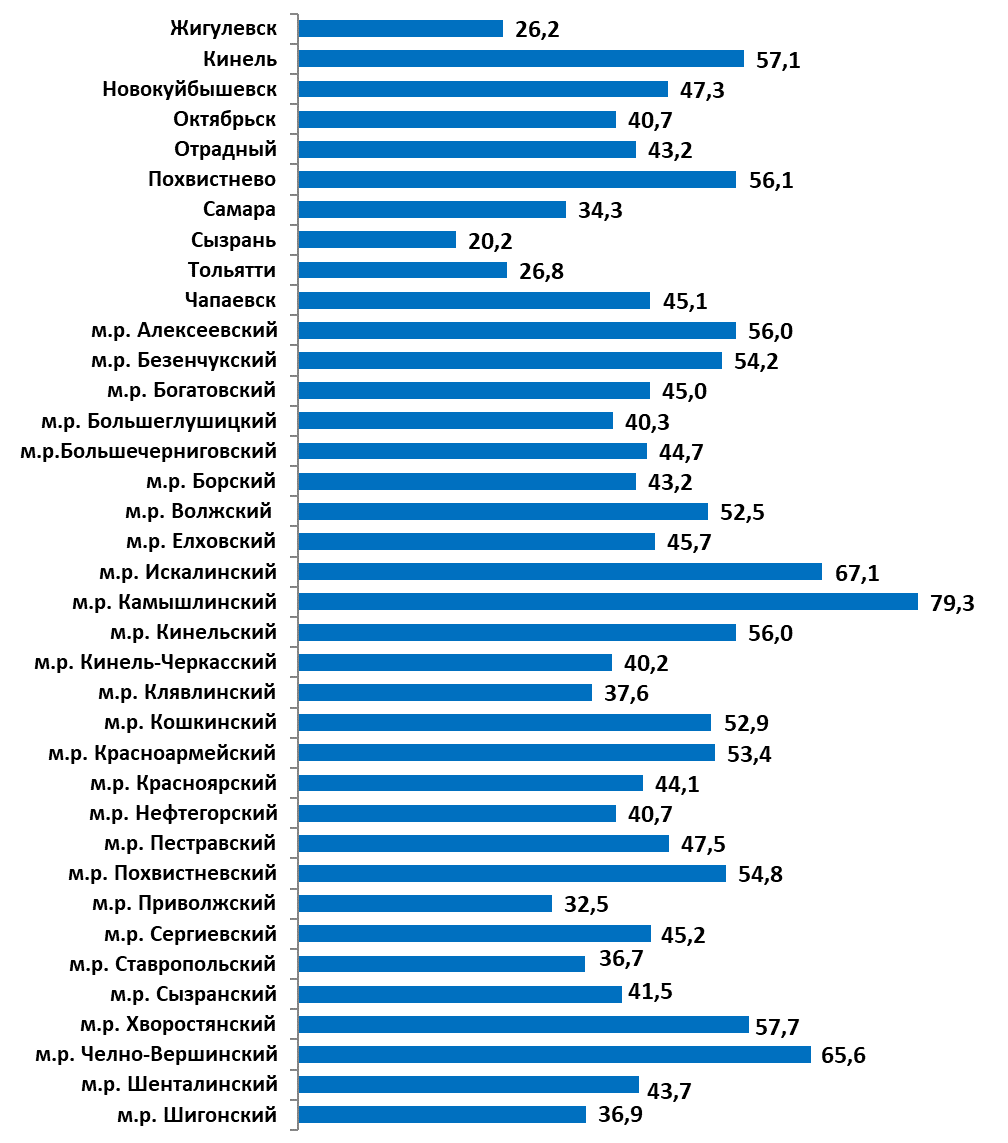 Жигулевск 26,2
Кинель 57,1
Новокуйбышевск 47,3
Октябрьск 40,7
Отрадный 43,2
Похвистнево 56,1
Самара 34,3
Сызрань 20,2
Тольятти 26,8
Чапаевск 45,1
м.р. Алексеевский 56,0
м.р. Безенчукский 54,2
м.р. Богатовский 45,0
м.р. Большеглушицкий 40,3
м.р.Большечерниговский 44,7
м.р. Борский 43,2
м.р. Волжский 52,5
м.р. Елховский 45,7
м.р. Искалинский 67,1
м.р. Камышлинский 79,3
м.р. Кинельский 56,0
м.р. Кинель-Черкасский 40,2
м.р. Клявлинский 37,6
м.р. Кошкинский 52,9
м.р. Красноармейский 53,4
м.р. Красноярский 44,1
м.р. Нефтегорский 40,7
м.р. Пестравский 47,5
м.р. Похвистневский 54,8
м.р. Приволжский 32,5
м.р. Сергиевский 45,2
м.р. Ставропольский 36,7
м.р. Сызранский 41,5
м.р. Хворостянский 57,7
м.р. Челно-Вершинский 65,6
м.р. Шенталинский 43,7
м.р. Шигонский 36,9